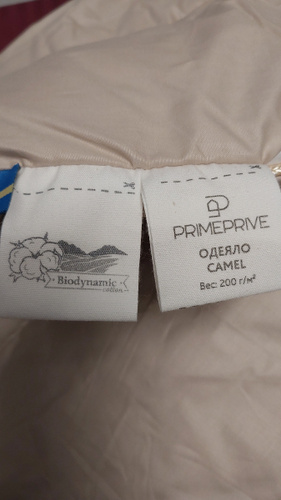 Biodynamic
cotton
PRIMEPRIVE
ОДЕЯЛО
CAMEL
Вес: 200 г/м²